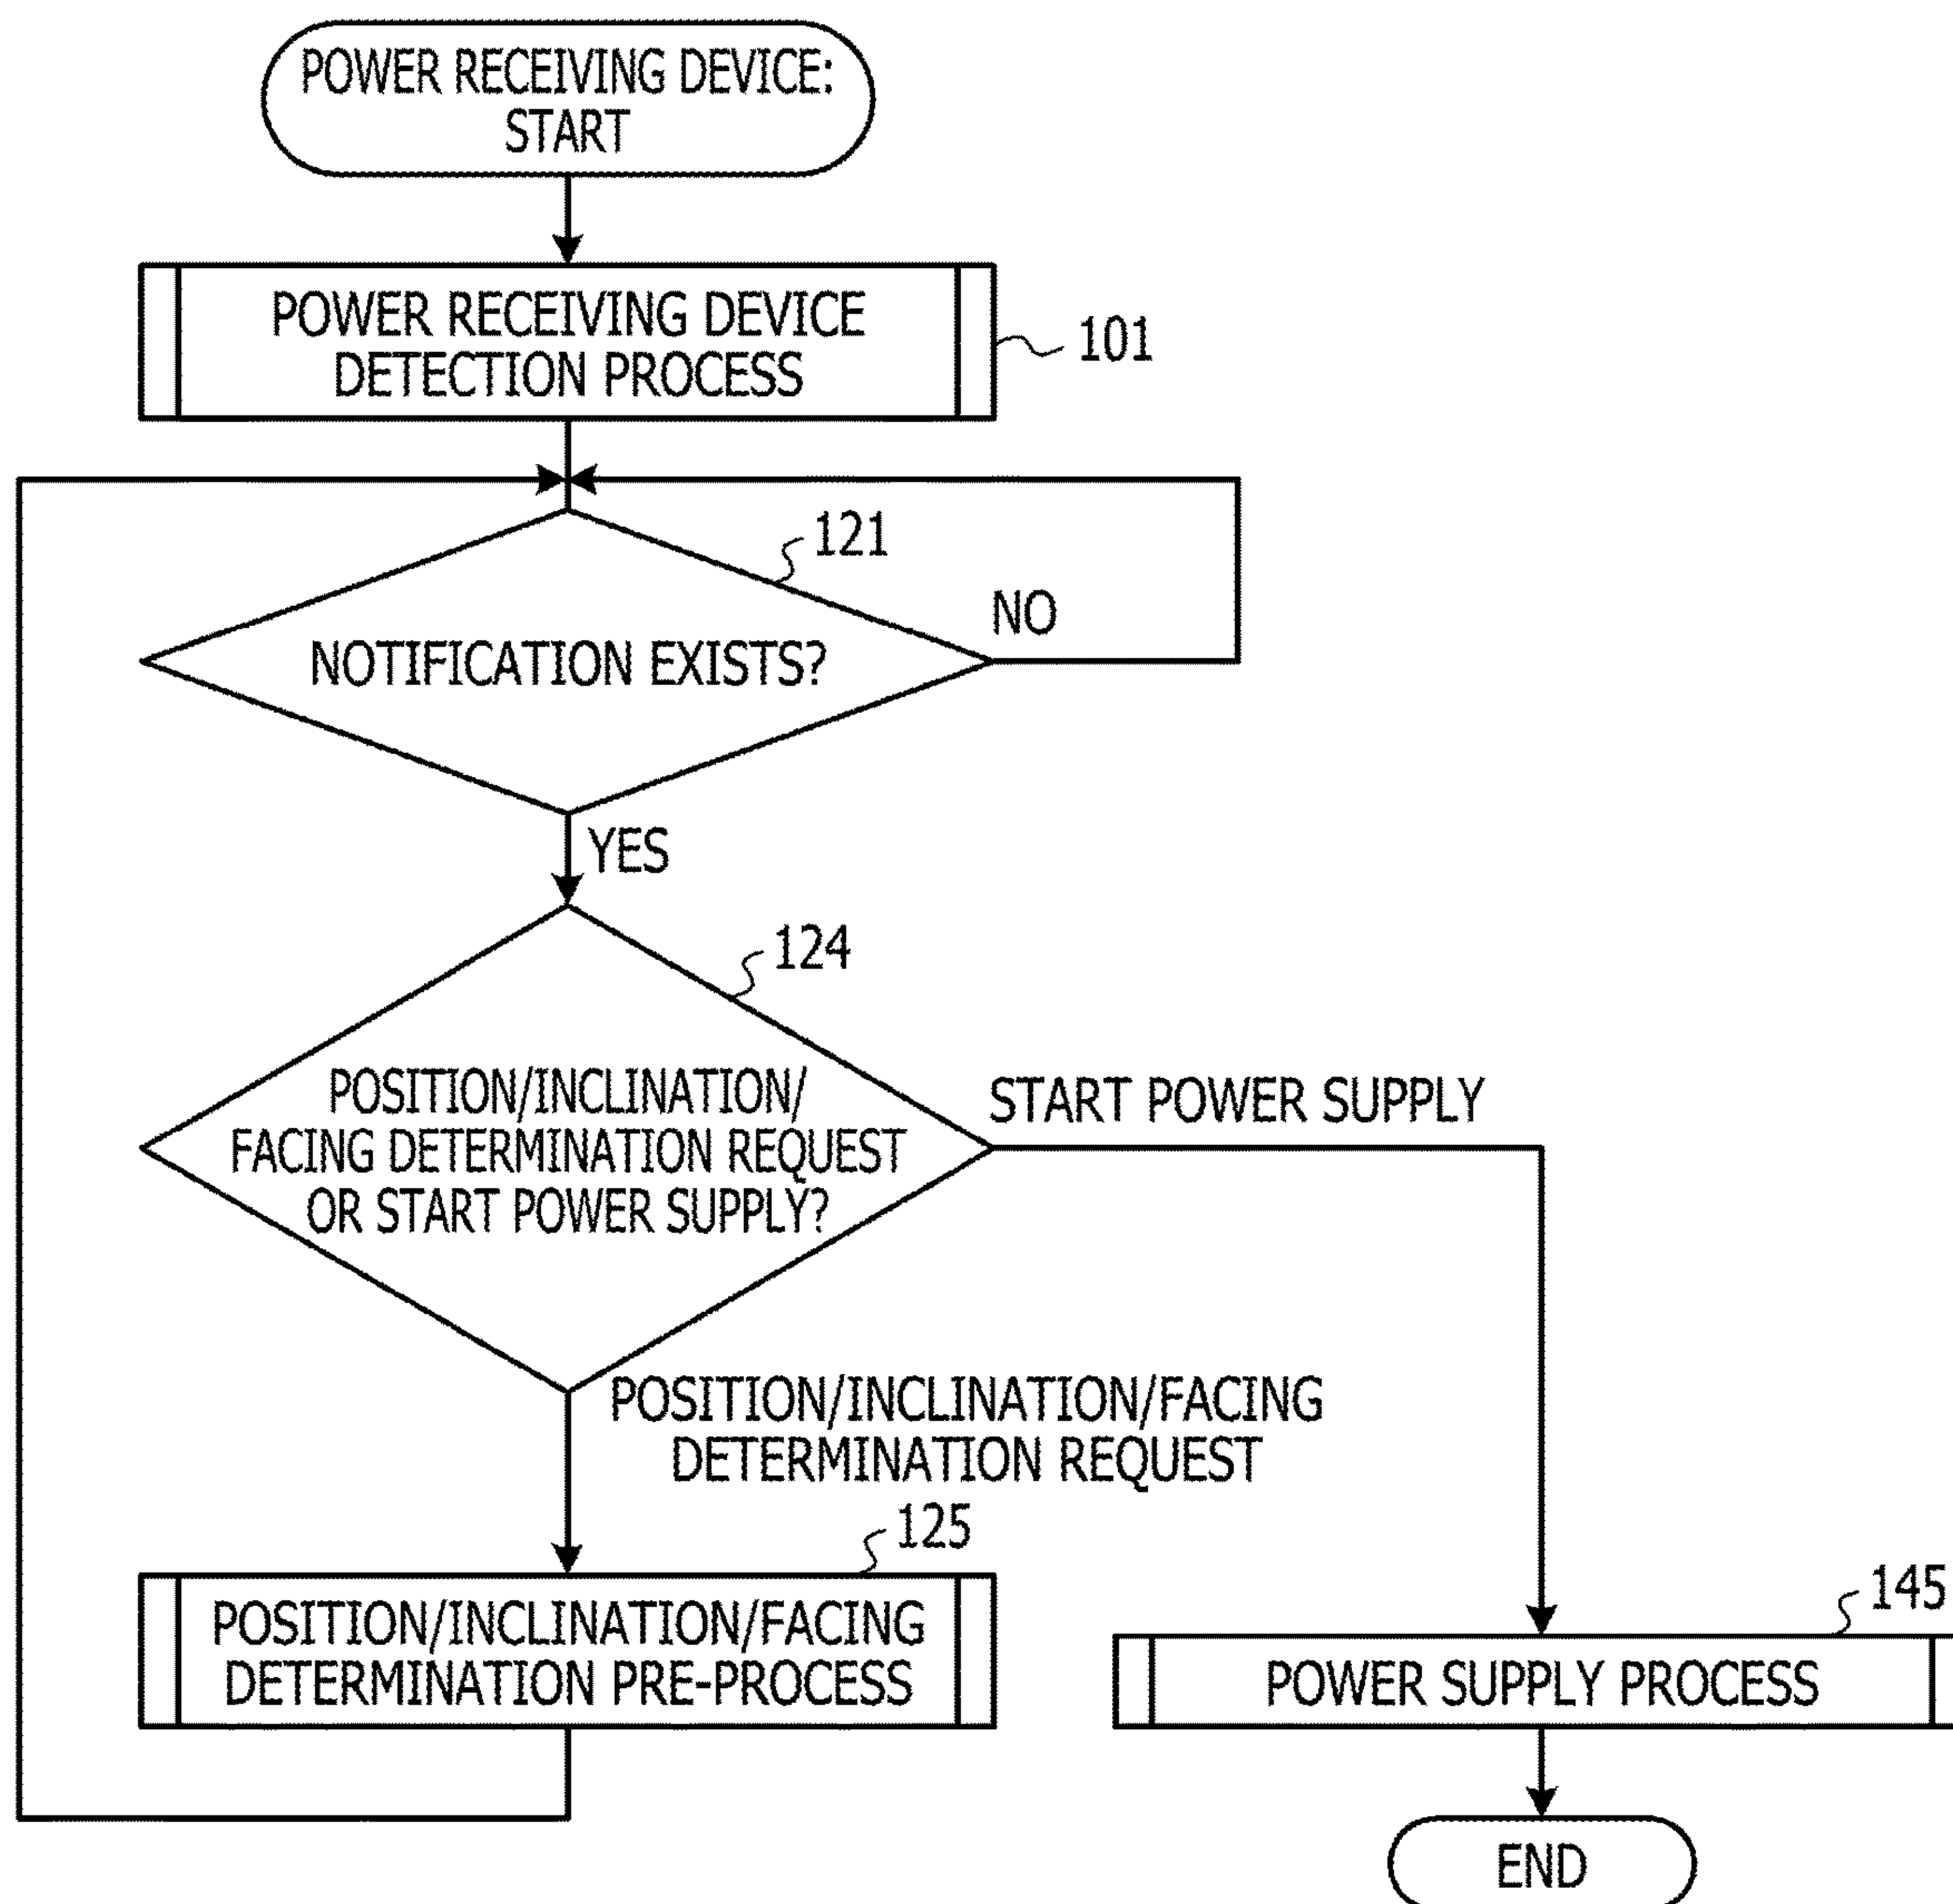 POWER RECEIVING DEVICE:
START
POWER RECEIVING DEVICE
DETECTION PROCESS
101
121
NOTIFICATION EXISTS?
NO
YES
124
POSITION/INCLINATION/
FACING DETERMINATION REQUEST
OR START POWER SUPPLY?
START POWER SUPPLY
POSITION/INCLINATION/FACING
DETERMINATION REQUEST
125
POSITION/INCLINATION/FACING
DETERMINATION PRE-PROCESS
145
POWER SUPPLY PROCESS
END